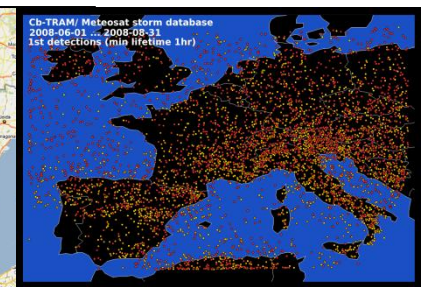 Cb-TRAM/ Meteosat storm database
2008-06-01 ... 2008-08-31
1st detections (min lifetime 1hr)